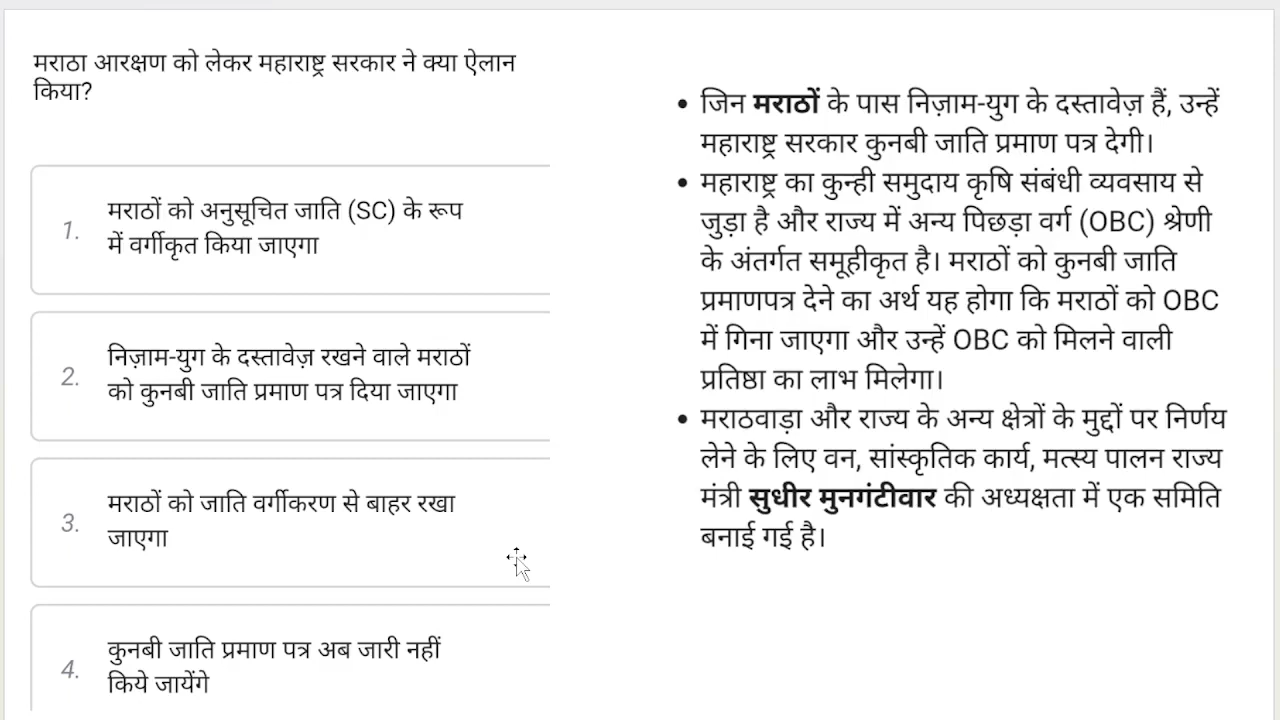 मराठा आरक्षण को लेकर महाराष्ट्र सरकार ने क्या ऐलान
किया?
1. मराठों को अनुसूचित जाति (SC) के रूप
में वर्गीकृत किया जाएगा
2. निज़ाम-युग के दस्तावेज़ रखने वाले मराठों
को कुनबी जाति प्रमाण पत्र दिया जाएगा
3. मराठों को जाति वर्गीकरण से बाहर रखा
जाएगा
4. कुनबी जाति प्रमाण पत्र अब जारी नहीं
किये जायेंगे
• जिन मराठों के पास निज़ाम-युग के दस्तावेज़ हैं, उन्हें
महाराष्ट्र सरकार कुनबी जाति प्रमाण पत्र देगी।
• महाराष्ट्र का कुन्ही समुदाय कृषि संबंधी व्यवसाय से
जुड़ा है और राज्य में अन्य पिछड़ा वर्ग (OBC) श्रेणी
के अंतर्गत समूहीकृत है। मराठों को कुनबी जाति
प्रमाणपत्र देने का अर्थ यह होगा कि मराठों को OBC
में गिना जाएगा और उन्हें OBC को मिलने वाली
प्रतिष्ठा का लाभ मिलेगा।
• मराठवाड़ा और राज्य के अन्य क्षेत्रों के मुद्दों पर निर्णय
लेने के लिए वन, सांस्कृतिक कार्य, मत्स्य पालन राज्य
मंत्री सुधीर मुनगंटीवार की अध्यक्षता में एक समिति
बनाई गई है।